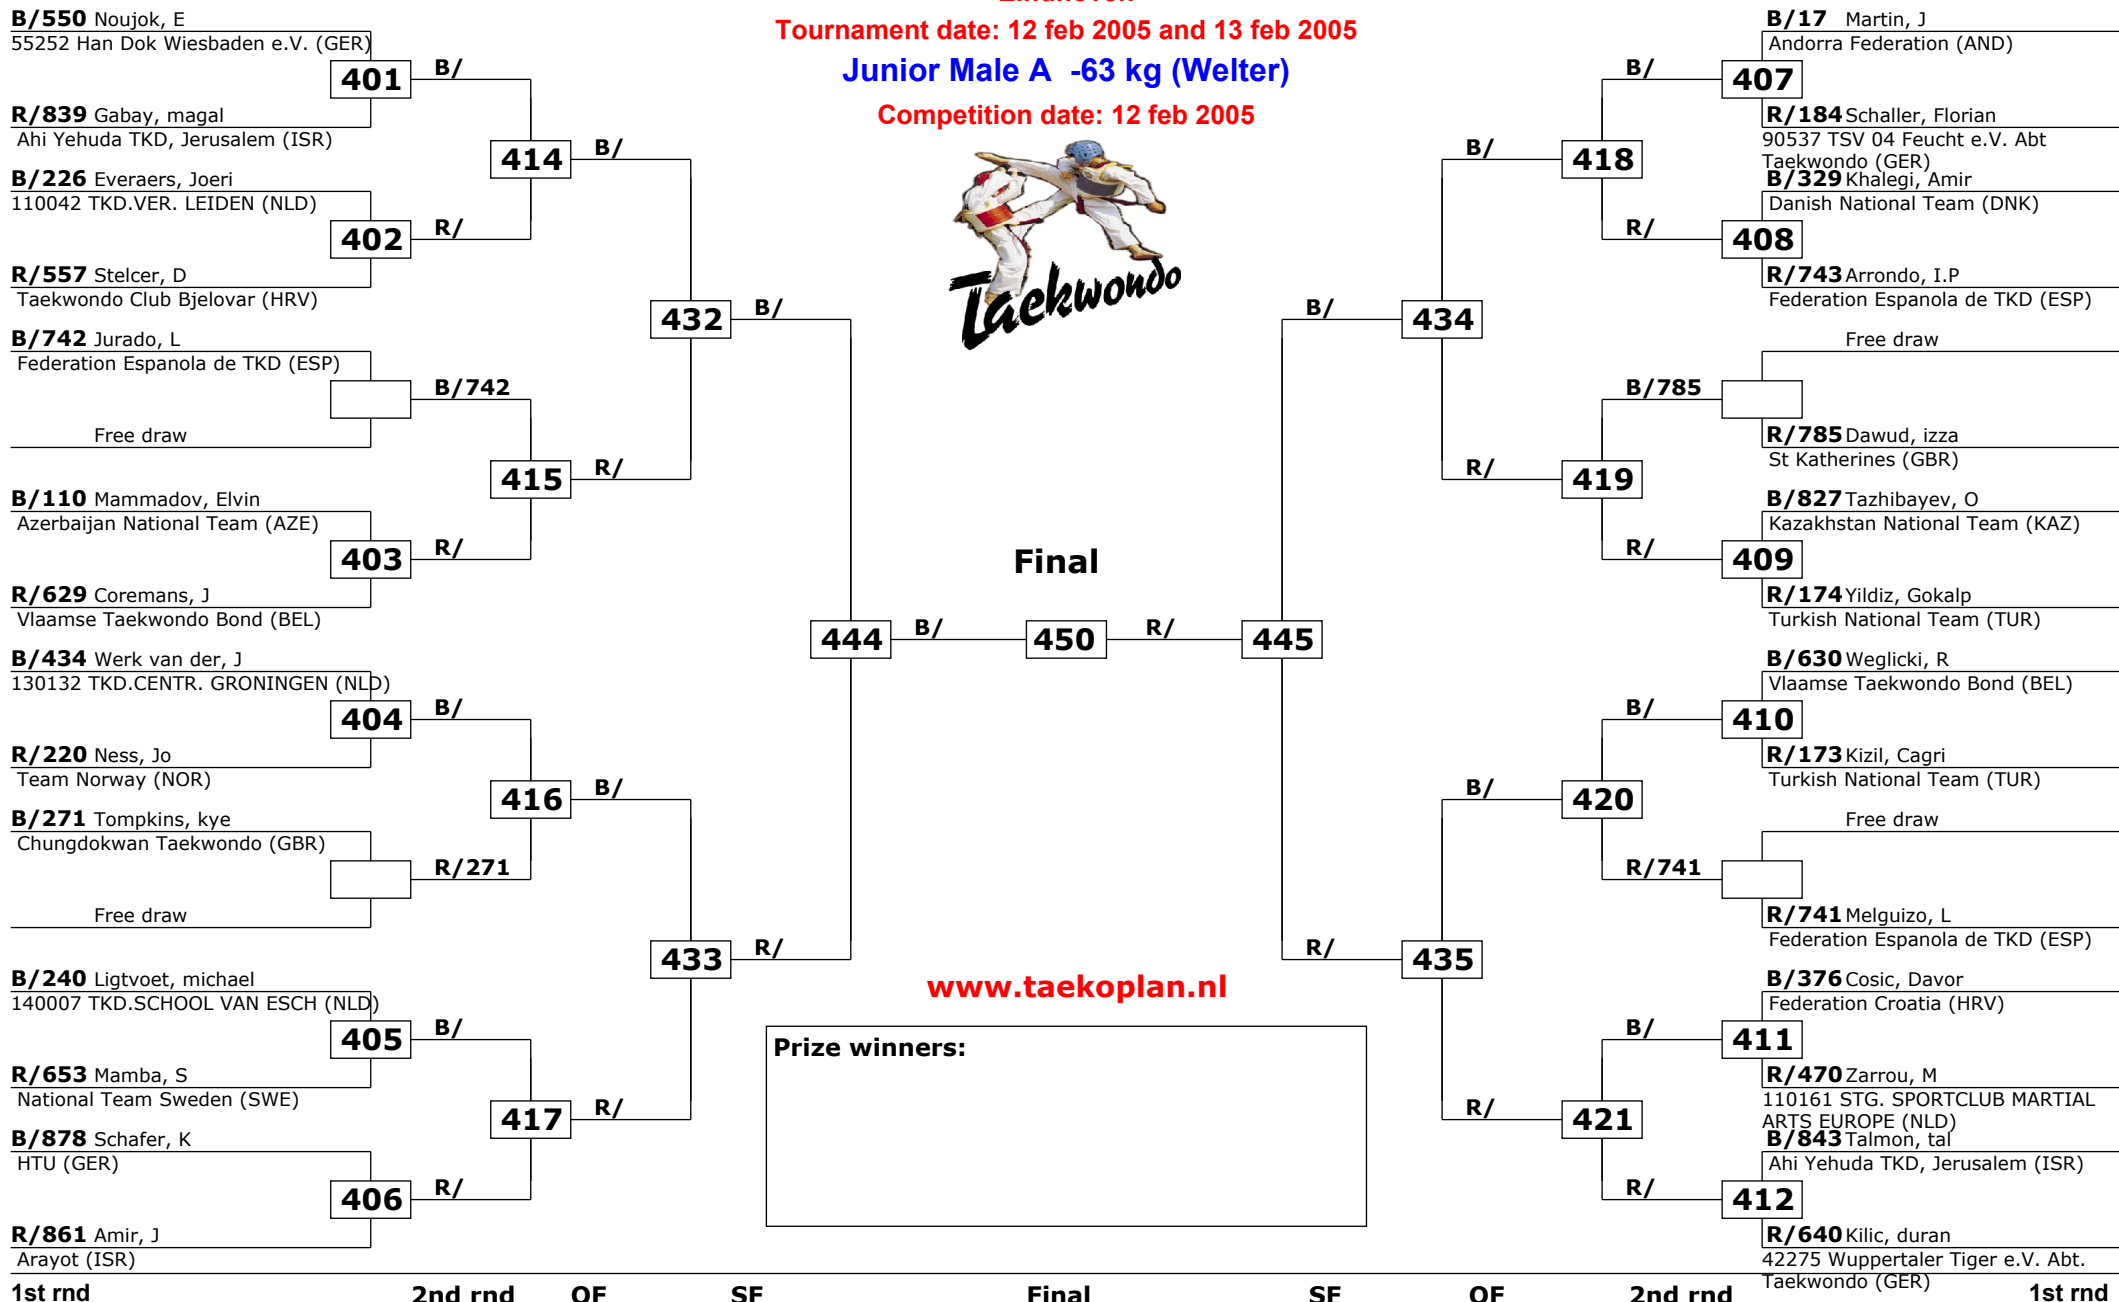 Eindhoven
Tournament date: 12 feb 2005 and 13 feb 2005
Junior Male A -63 kg (Welter)
Competition date: 12 feb 2005
Taekwondo
B/550 Noujok, E
55252 Han Dok Wiesbaden e.V. (GER)
401
B/
R/839 Gabay, magal
Ahi Yehuda TKD, Jerusalem (ISR)
414
B/
B/226 Everaers, Joeri
110042 TKD.VER. LEIDEN (NLD)
402
R/
R/557 Stelcer, D
Taekwondo Club Bjelovar (HRV)
432
B/
B/742 Jurado, L
Federation Espanola de TKD (ESP)
B/742
Free draw
415
R/
B/110 Mammadov, Elvin
Azerbaijan National Team (AZE)
403
R/
R/629 Coremans, J
Vlaamse Taekwondo Bond (BEL)
444
B/
B/434 Werk van der, J
130132 TKD.CENTR. GRONINGEN (NLD)
404
B/
R/220 Ness, Jo
Team Norway (NOR)
416
B/
B/271 Tompkins, kye
Chungdokwan Taekwondo (GBR)
R/271
Free draw
433
R/
B/240 Ligtvoet, michael
140007 TKD.SCHOOL VAN ESCH (NLD)
405
B/
R/653 Mamba, S
National Team Sweden (SWE)
417
R/
B/878 Schafer, K
HTU (GER)
406
R/
R/861 Amir, J
Arayot (ISR)
Final
450
R/
445
www.taekoplan.nl
Prize winners:
B/17 Martin, J
Andorra Federation (AND)
B/
407
R/184 Schaller, Florian
90537 TSV 04 Feucht e.V. Abt
Taekwondo (GER)
B/
418
B/329 Khalegi, Amir
Danish National Team (DNK)
R/
408
R/743 Arrondo, I.P
Federation Espanola de TKD (ESP)
B/
434
Free draw
B/785
R/785 Dawud, izza
St Katherines (GBR)
R/
419
B/827 Tazhibayev, O
Kazakhstan National Team (KAZ)
R/
409
R/174 Yildiz, Gokalp
Turkish National Team (TUR)
B/630 Weglicki, R
Vlaamse Taekwondo Bond (BEL)
B/
410
R/173 Kizil, Cagri
Turkish National Team (TUR)
B/
420
Free draw
R/741
R/741 Melguizo, L
Federation Espanola de TKD (ESP)
R/
435
B/376 Cosic, Davor
Federation Croatia (HRV)
B/
411
R/470 Zarrou, M
110161 STG. SPORTCLUB MARTIAL
ARTS EUROPE (NLD)
R/
421
B/843 Talmon, tal
Ahi Yehuda TKD, Jerusalem (ISR)
R/
412
R/640 Kilic, duran
42275 Wuppertaler Tiger e.V. Abt.
Taekwondo (GER)
1st rnd 2nd rnd QF SF Final SF QF 2nd rnd 1st rnd